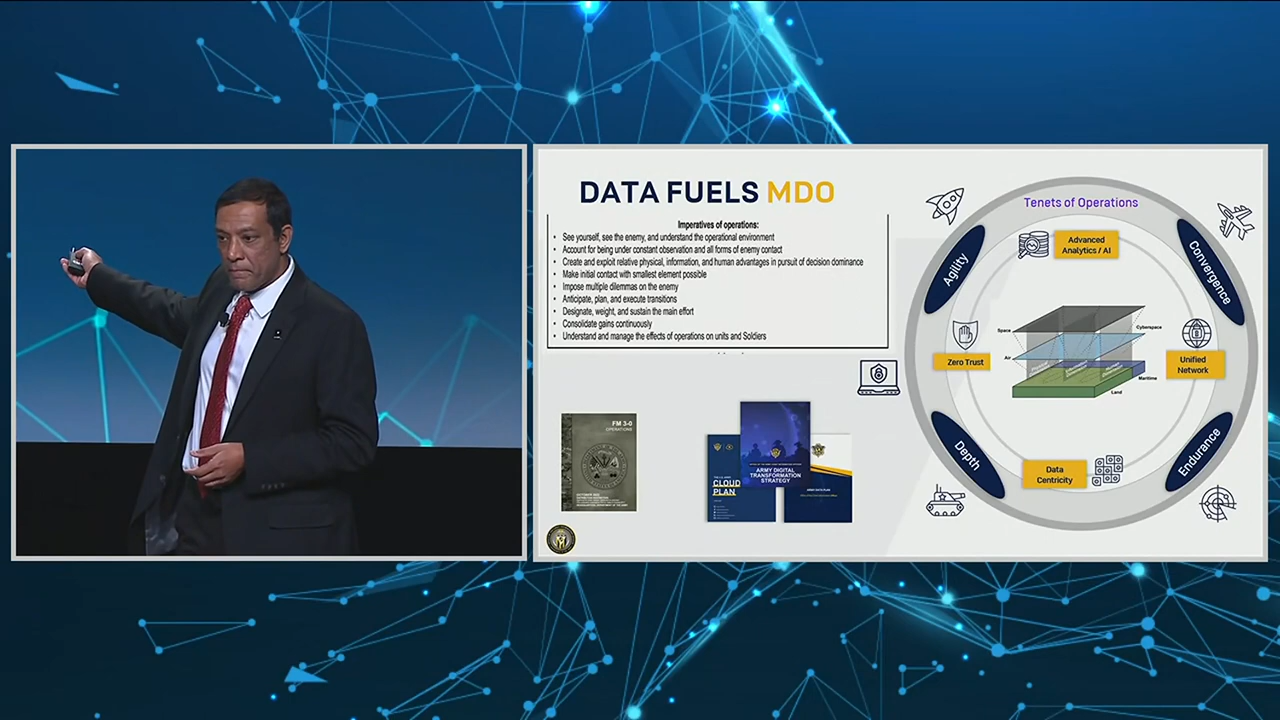 DATA FUELS MDO
Imperatives of operations:
• See yourself, see the enemy, and understand the operational environment
• Account for being under constant observation and all forms of enemy contact
• Create and exploit relative physical, information, and human advantages in pursuit of decision dominance
• Make initial contact with smallest element possible
• Impose multiple dilemmas on the enemy
• Anticipate, plan, and execute transitions
• Designate, weight, and sustain the main effort
• Consolidate gains continuously
• Understand and manage the effects of operations on units and Soldiers
FM 3-0
OPERATIONS
OCTOBER 2022
CLOUD
PLAN
ARMY DIGITAL
TRANSFORMATION
STRATEGY
ARMY DATA PLAN
Tenets of Operations
Agility
Convergence
Depth
Endurance
Advanced
Analytics / AI
Zero Trust
Unified
Network
Data
Centricity
Space
Cyberspace
Air
Maritime
Land